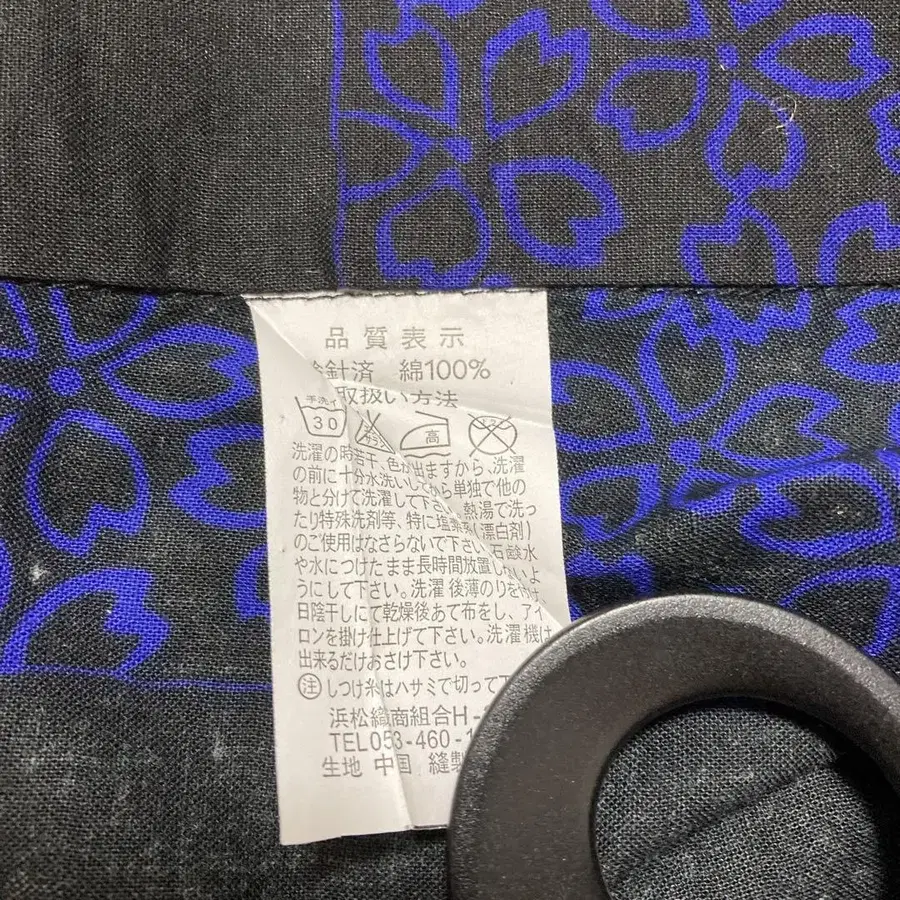 品質表示
検針済 綿100%
取扱い方法
手洗イ
30
高
洗濯の時若干、色が出ますから、洗濯
の前に十分水洗いしてから単独で他の
物と分けて洗濯して下さい。熱湯で洗っ
たり特殊洗剤等、特に塩素系(漂白剤)
のご使用はなさらないで下さい。石鹸水
や水につけたまま長時間放置しないよ
うにして下さい。洗濯後薄のりを付け、
日陰干しにて乾燥後あて布をし、アイ
ロンを掛け仕上げて下さい。洗濯機は
出来るだけおさけ下さい。
注 しつけ糸はハサミで切って下
浜松織商組合H-
TEL053-460-1
生地 中国 縫製